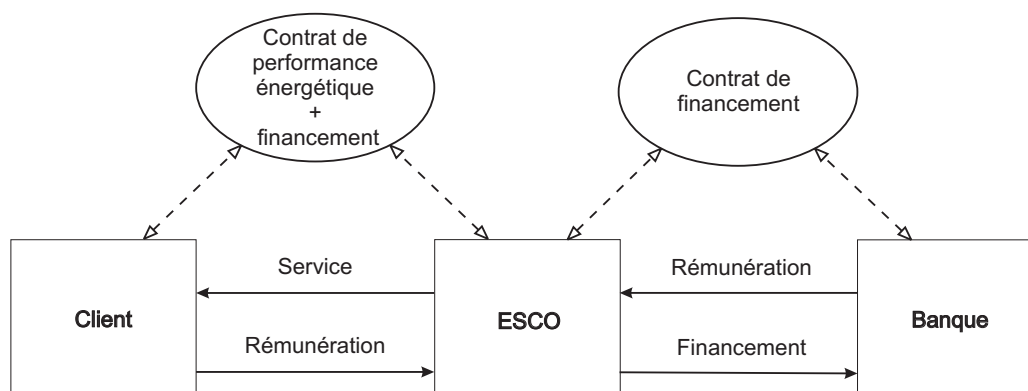 Contrat de
performance
énergétique
+
financement
Contrat de
financement
Service
Rémunération
Client
ESCO
Banque
Rémunération
Financement